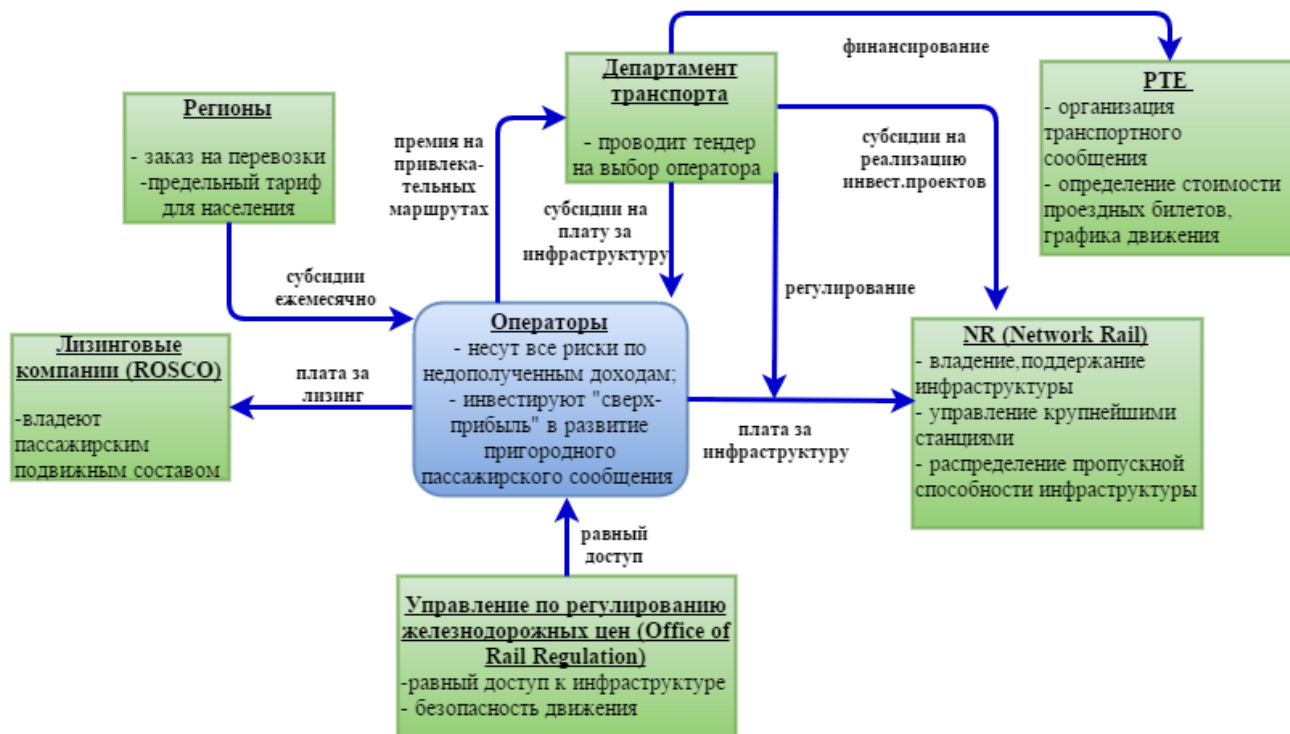 финансирование
Департамент
транспорта
- проводит тендер
на выбор оператора
PTE
- организация
транспортного
сообщения
- определение стоимости
проездных билетов,
графика движения
Регионы
- заказ на перевозки
-предельный тариф
для населения
премия на
привлека-
тельных
маршрутах
субсидии на
реализацию
инвест.проектов
субсидии на
плату за
инфраструктуру
субсидии
ежемесячно
регулирование
Операторы
- несут все риски по
недополученным доходам;
- инвестируют "сверх-
прибыль" в развитие
пригородного
пассажирского сообщения
NR (Network Rail)
- владение,поддержание
инфраструктуры
- управление крупнейшими
станциями
- распределение пропускной
способности инфраструктуры
Лизинговые
компании (ROSCO)
-владеют
пассажирским
подвижным составом
плата за
лизинг
плата за
инфраструктуру
равный
доступ
Управление по регулированию
железнодорожных цен (Office of
Rail Regulation)
-равный доступ к инфраструктуре
- безопасность движения